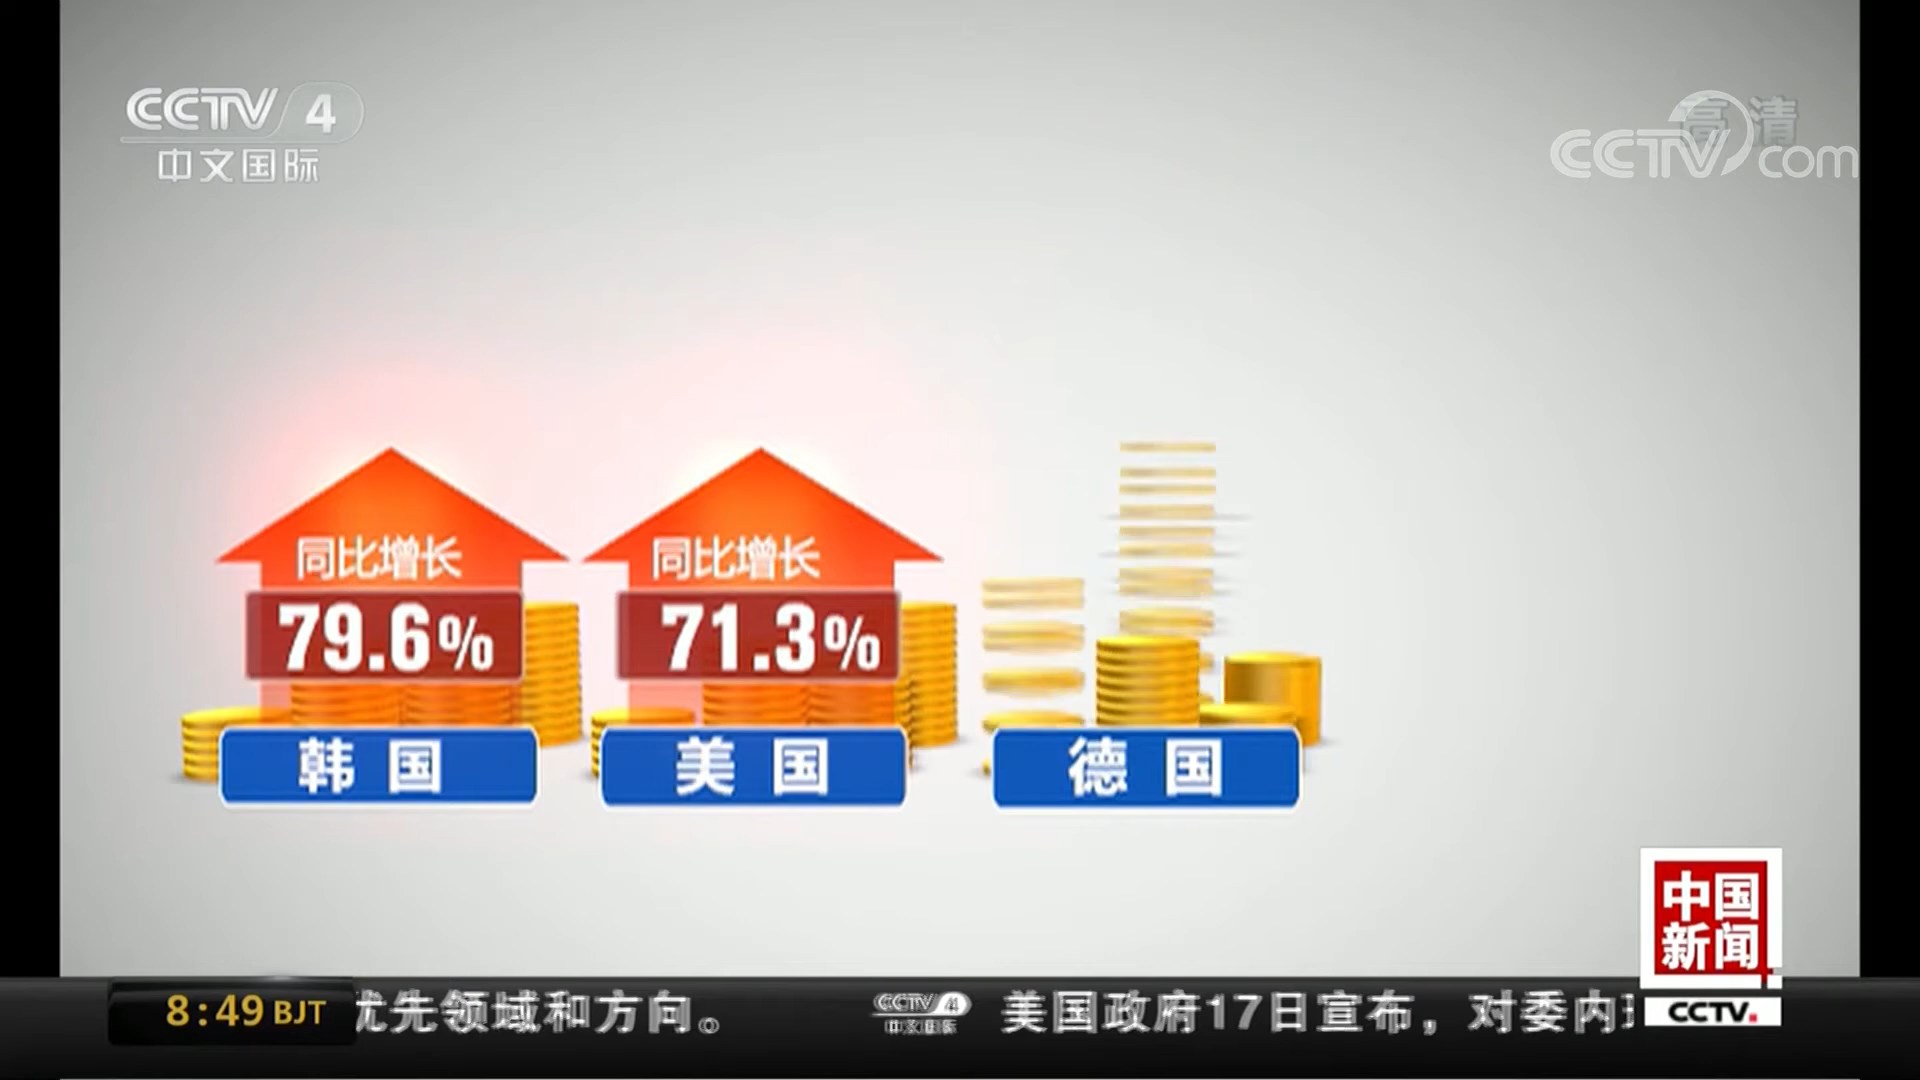 CCTV 4
中文国际
高清
CCTV com
同比增长
79.6%
韩国
同比增长
71.3%
美国
德国
中国
新闻
CCTV.
8:49 BJT
优先领域和方向。
CCTV 4
中文国际
美国政府17日宣布，对委内